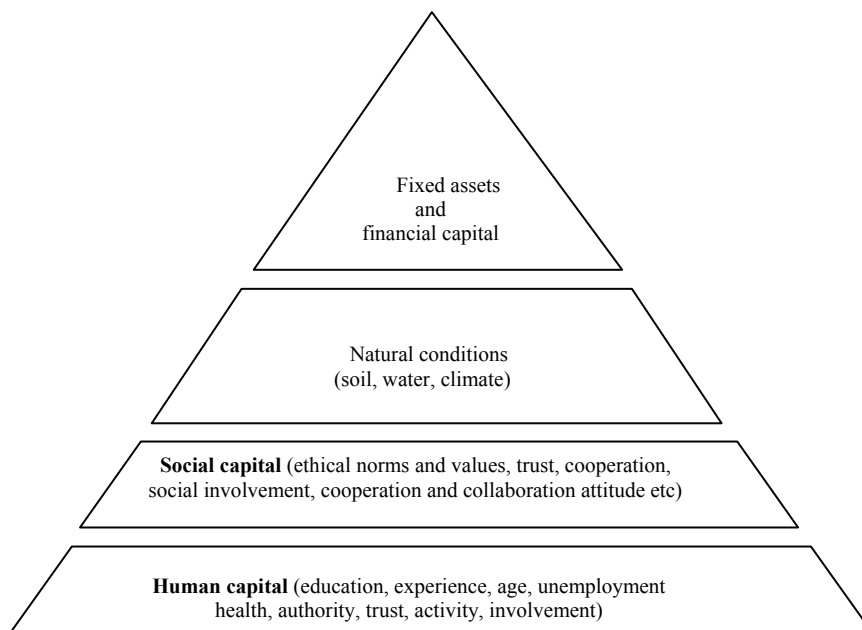 Fixed assets
and
financial capital
Natural conditions
(soil, water, climate)
Social capital (ethical norms and values, trust, cooperation,
social involvement, cooperation and collaboration attitude etc)
Human capital (education, experience, age, unemployment
health, authority, trust, activity, involvement)